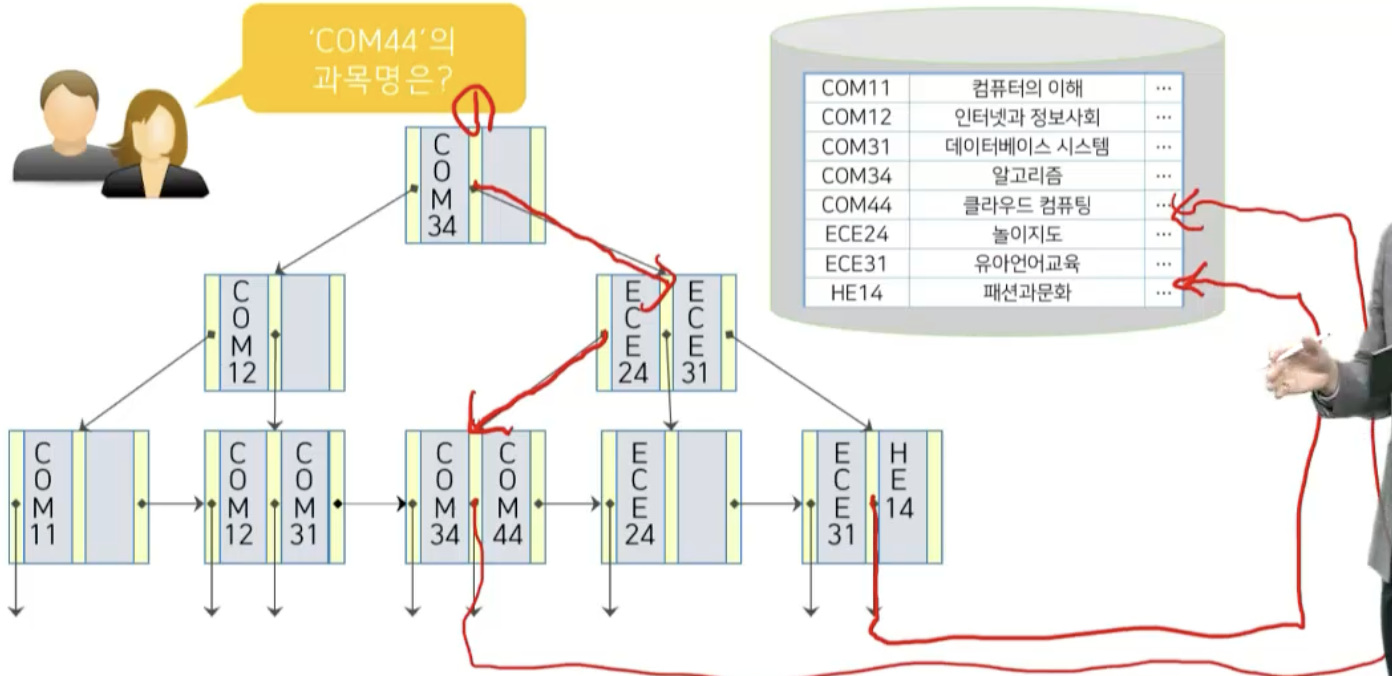 'COM44'의
과목명은?
①
COM11 컴퓨터의 이해 ...
COM12 인터넷과 정보사회 ...
COM31 데이터베이스 시스템 ...
COM34 알고리즘 ...
COM44 클라우드 컴퓨팅 ...
ECE24 놀이지도 ...
ECE31 유아언어교육 ...
HE14 패션과문화 ...
COM34
COM12
ECE24 ECE31
COM11
COM12 COM31
COM34 COM44
ECE24
ECE31 HE14